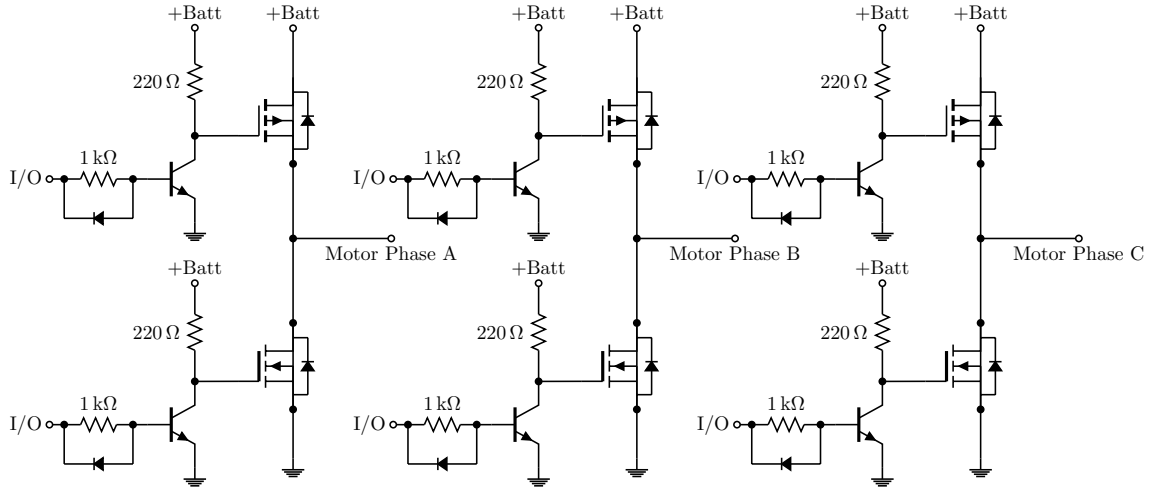 +Batt +Batt +Batt +Batt +Batt +Batt
220 Ω 220 Ω 220 Ω
1 kΩ 1 kΩ 1 kΩ
I/O I/O I/O
Motor Phase A Motor Phase B Motor Phase C
+Batt +Batt +Batt
220 Ω 220 Ω 220 Ω
1 kΩ 1 kΩ 1 kΩ
I/O I/O I/O